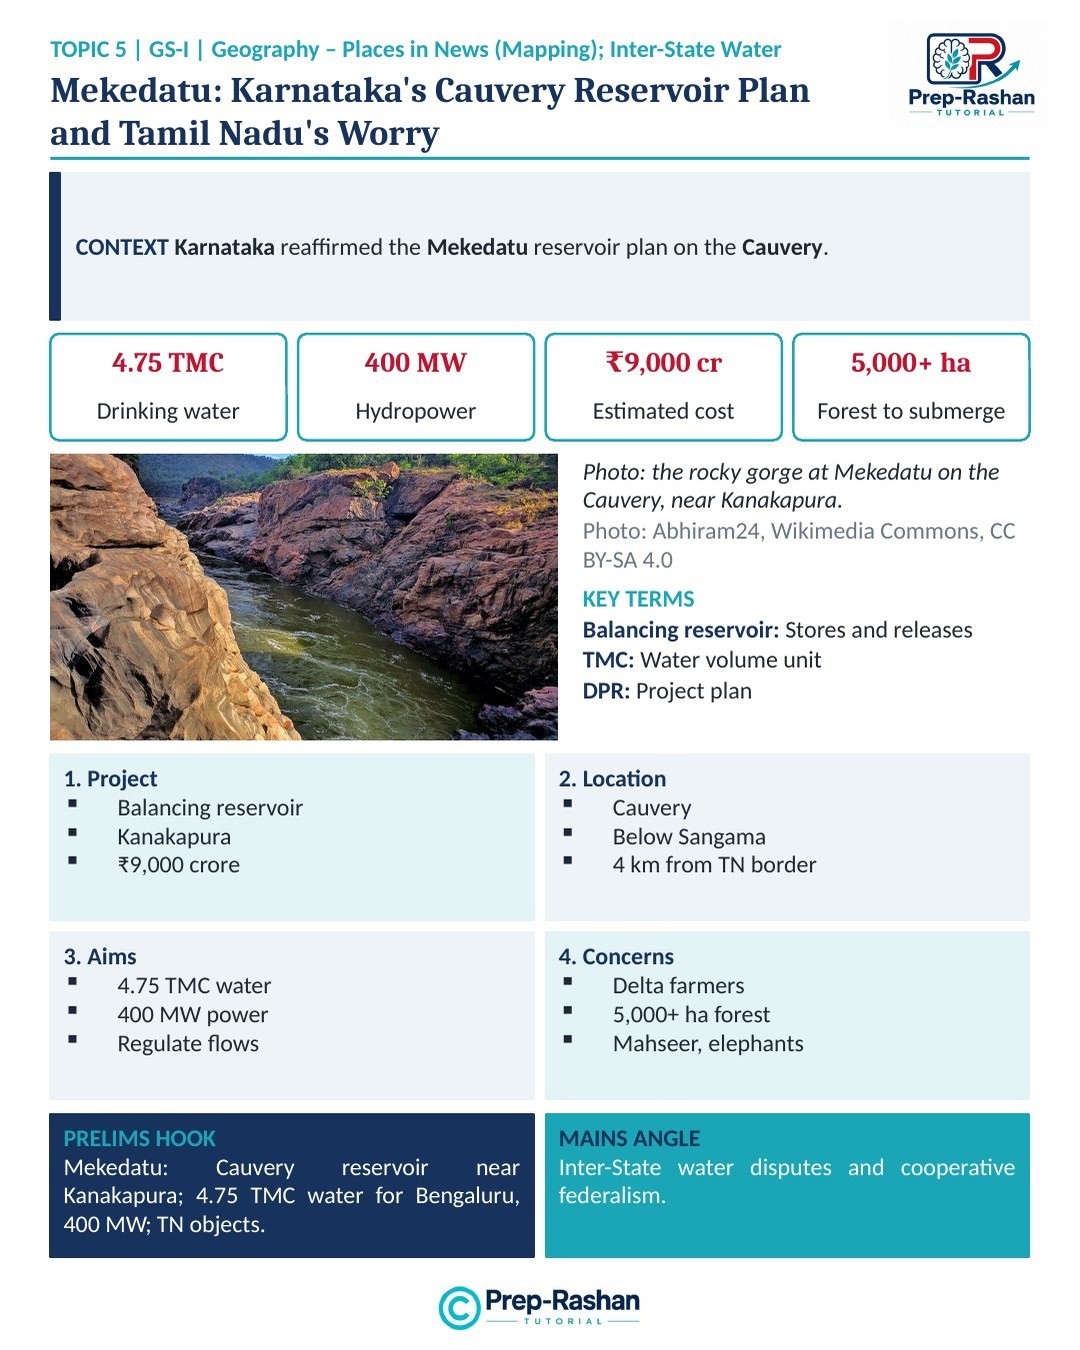 TOPIC 5 | GS-I | Geography – Places in News (Mapping); Inter-State Water
Mekedatu: Karnataka's Cauvery Reservoir Plan
and Tamil Nadu's Worry
Prep-Rashan
TUTORIAL
CONTEXT Karnataka reaffirmed the Mekedatu reservoir plan on the Cauvery.
4.75 TMC
Drinking water
400 MW
Hydropower
₹9,000 cr
Estimated cost
5,000+ ha
Forest to submerge
Photo: the rocky gorge at Mekedatu on the
Cauvery, near Kanakapura.
Photo: Abhiram24, Wikimedia Commons, CC
BY-SA 4.0
KEY TERMS
Balancing reservoir: Stores and releases
TMC: Water volume unit
DPR: Project plan
1. Project
▪ Balancing reservoir
▪ Kanakapura
▪ ₹9,000 crore
2. Location
▪ Cauvery
▪ Below Sangama
▪ 4 km from TN border
3. Aims
▪ 4.75 TMC water
▪ 400 MW power
▪ Regulate flows
4. Concerns
▪ Delta farmers
▪ 5,000+ ha forest
▪ Mahseer, elephants
PRELIMS HOOK
Mekedatu: Cauvery reservoir near
Kanakapura; 4.75 TMC water for Bengaluru,
400 MW; TN objects.
MAINS ANGLE
Inter-State water disputes and cooperative
federalism.
© Prep-Rashan
TUTORIAL